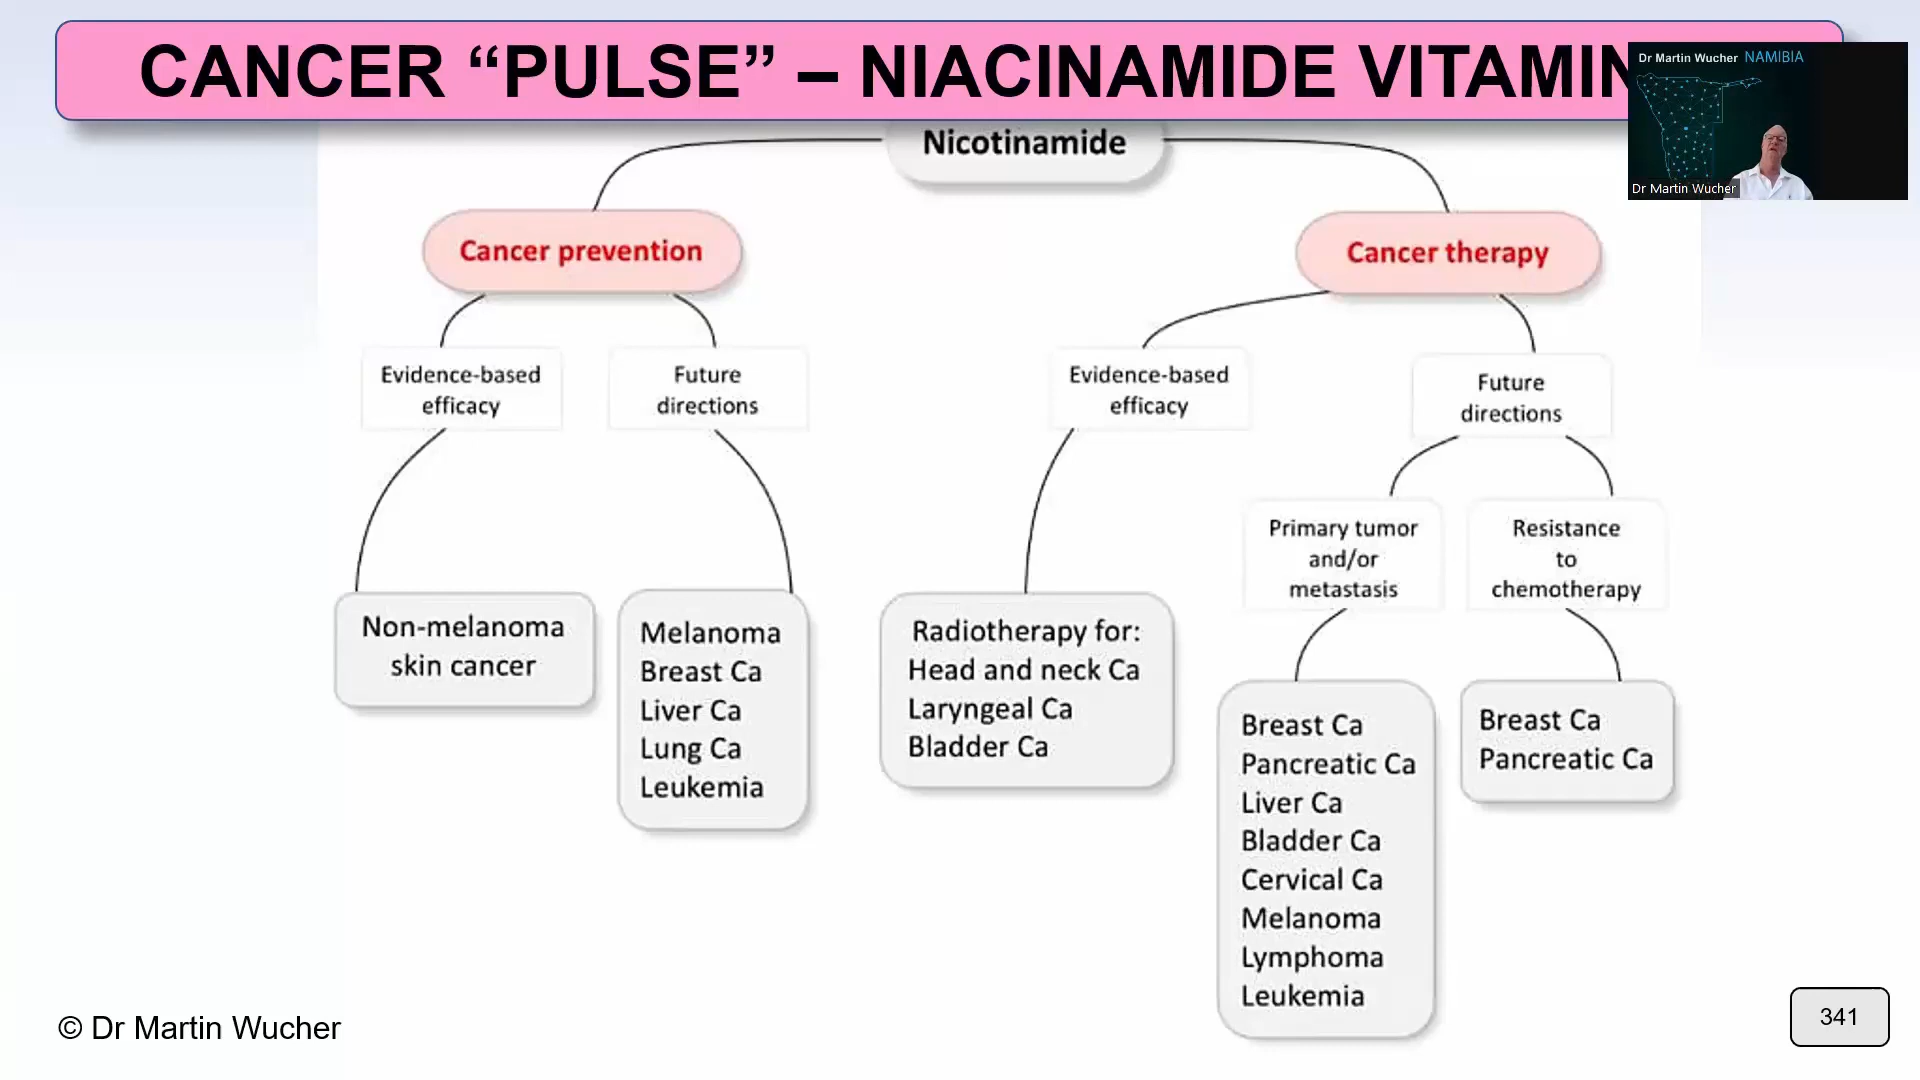 CANCER “PULSE” – NIACINAMIDE VITAMIN
Dr Martin Wucher NAMIBIA
Dr Martin Wucher
Nicotinamide
Cancer prevention
Cancer therapy
Evidence-based
efficacy
Future
directions
Evidence-based
efficacy
Future
directions
Primary tumor
and/or
metastasis
Resistance
to
chemotherapy
Non-melanoma
skin cancer
Melanoma
Breast Ca
Liver Ca
Lung Ca
Leukemia
Radiotherapy for:
Head and neck Ca
Laryngeal Ca
Bladder Ca
Breast Ca
Pancreatic Ca
Liver Ca
Bladder Ca
Cervical Ca
Melanoma
Lymphoma
Leukemia
Breast Ca
Pancreatic Ca
© Dr Martin Wucher
341